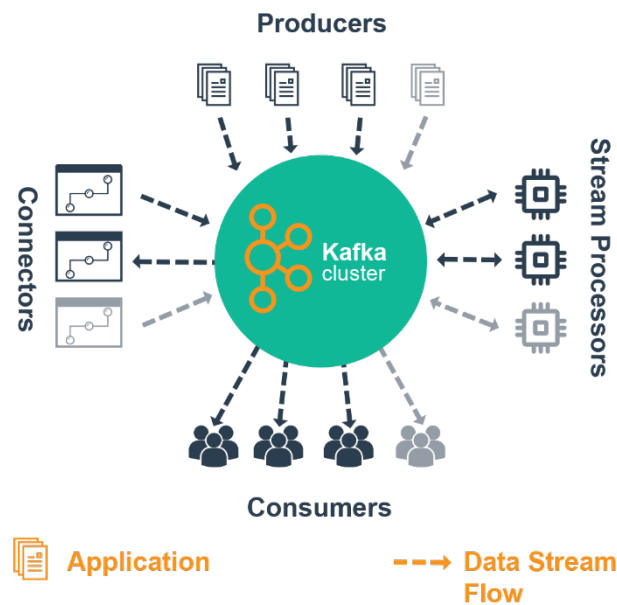 Producers
Connectors
Stream Processors
Kafka
cluster
Consumers
Application
Data Stream
Flow